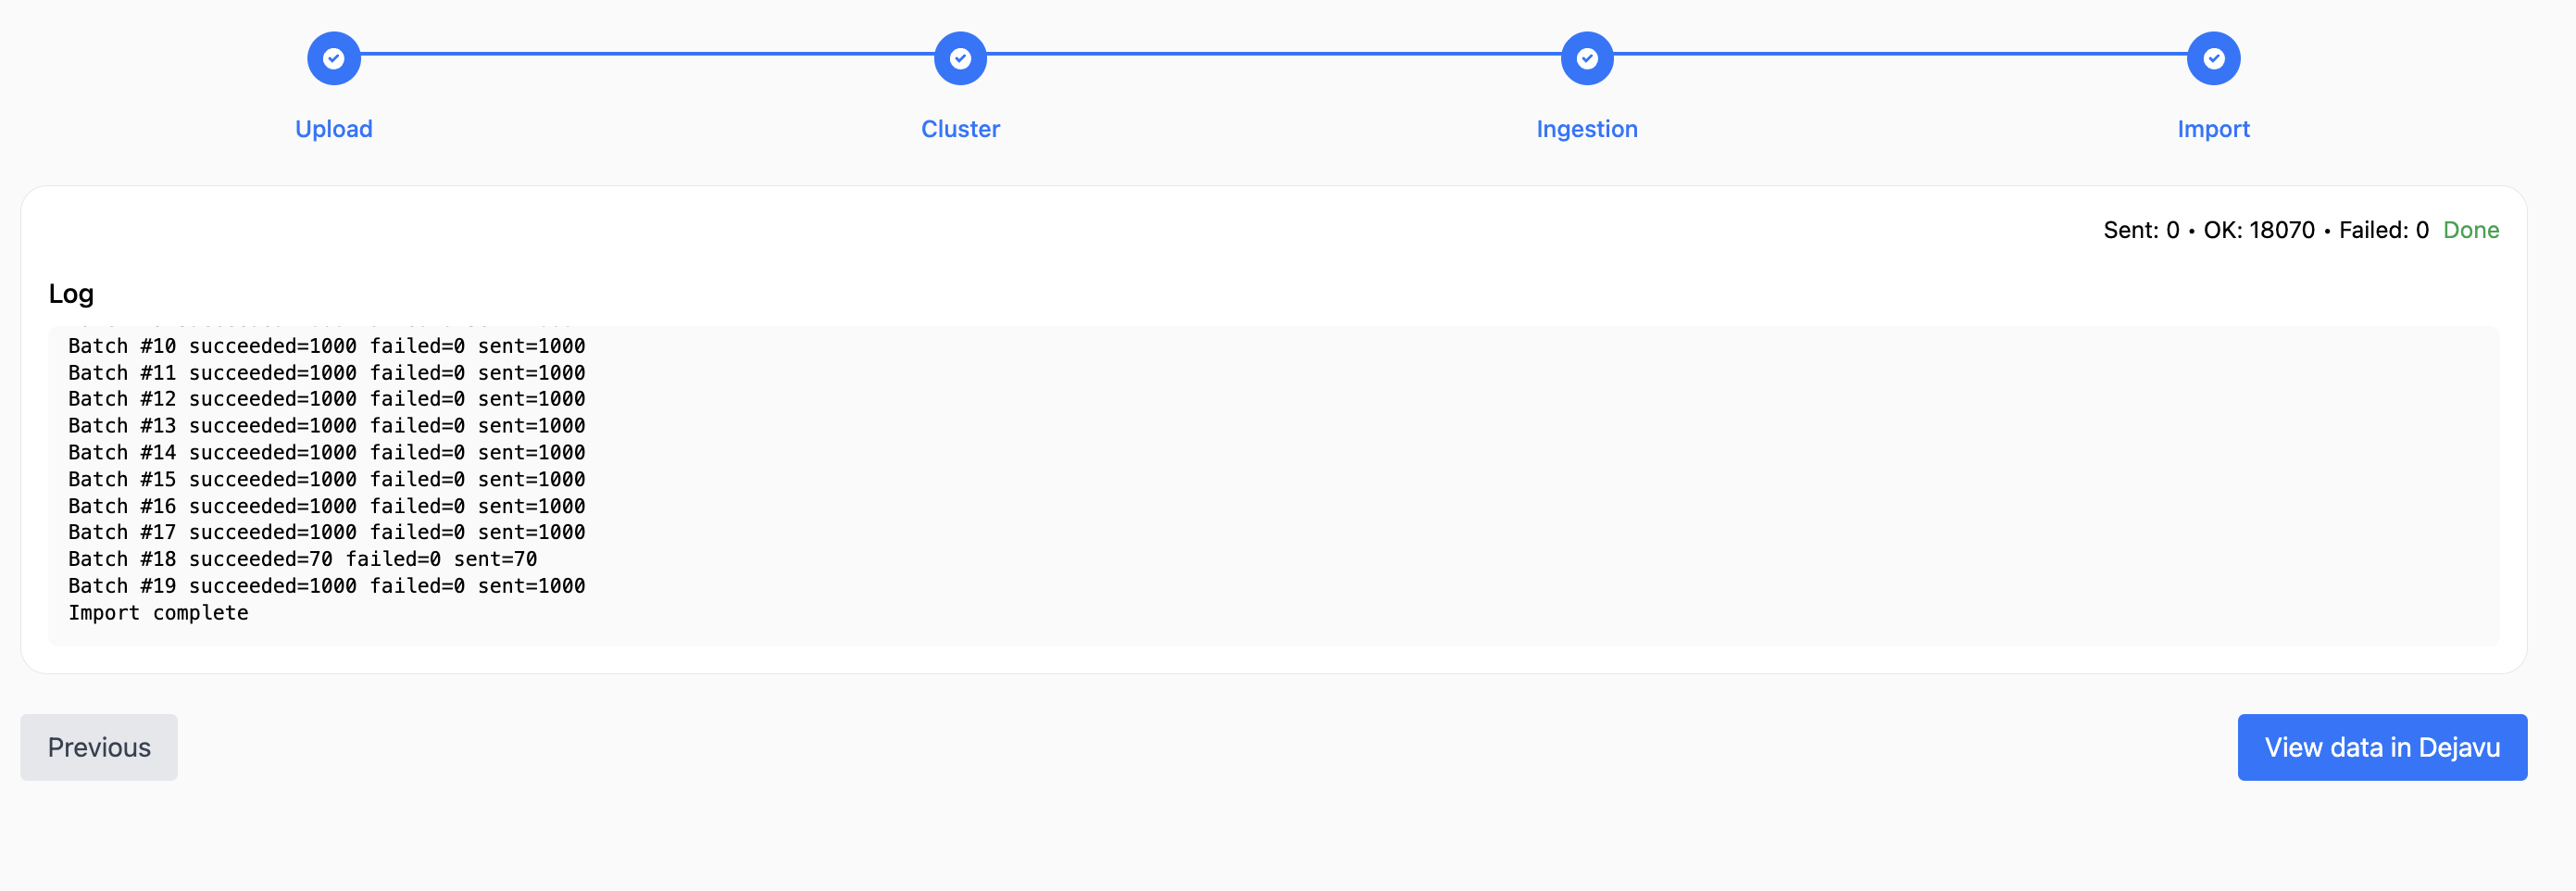 Upload
Cluster
Ingestion
Import
Sent: 0 • OK: 18070 • Failed: 0 Done
Log
Batch #10 succeeded=1000 failed=0 sent=1000
Batch #11 succeeded=1000 failed=0 sent=1000
Batch #12 succeeded=1000 failed=0 sent=1000
Batch #13 succeeded=1000 failed=0 sent=1000
Batch #14 succeeded=1000 failed=0 sent=1000
Batch #15 succeeded=1000 failed=0 sent=1000
Batch #16 succeeded=1000 failed=0 sent=1000
Batch #17 succeeded=1000 failed=0 sent=1000
Batch #18 succeeded=70 failed=0 sent=70
Batch #19 succeeded=1000 failed=0 sent=1000
Import complete
Previous
View data in Dejavu